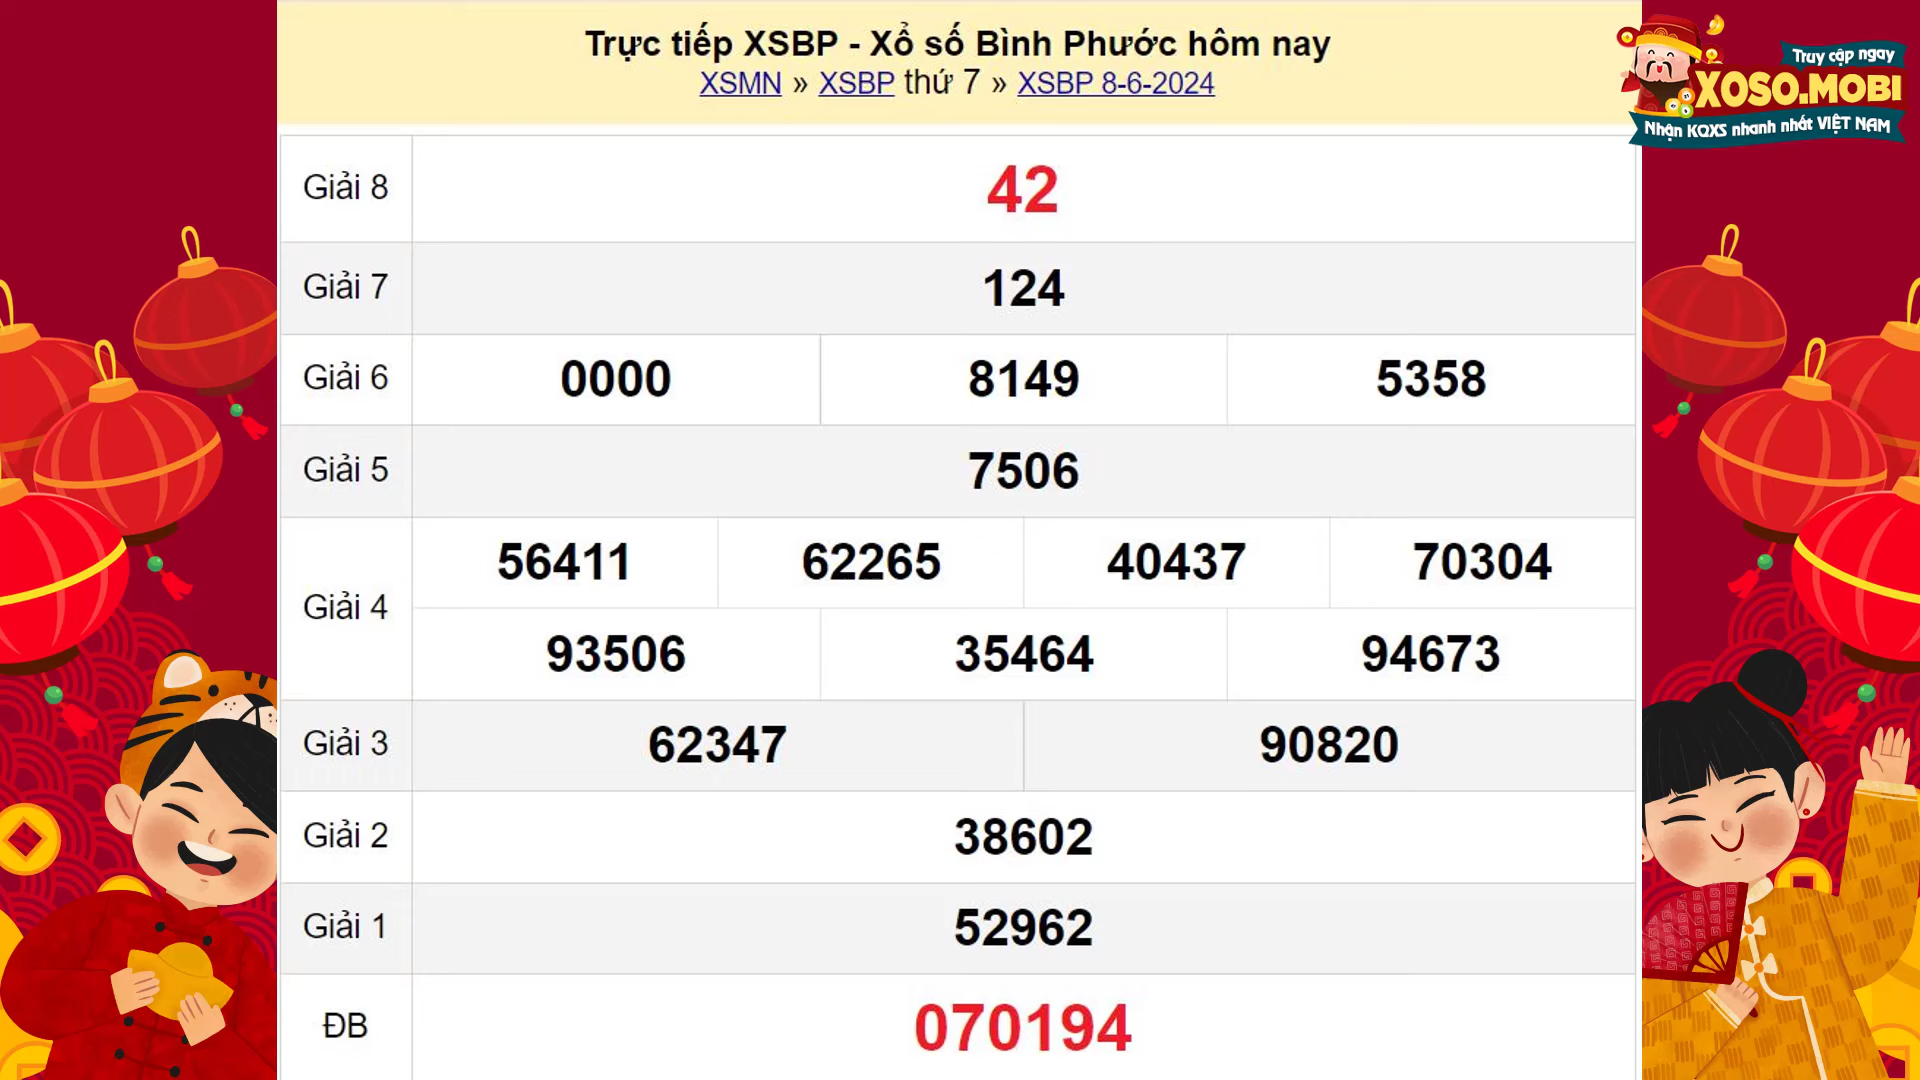 Trực tiếp XSBP - Xổ số Bình Phước hôm nay
XSMN » XSBP thứ 7 » XSBP 8-6-2024
Truy cập ngay
XOSO.MOBI
Nhận KQXS nhanh nhất VIỆT NAM
Giải 8 42
Giải 7 124
Giải 6 0000 8149 5358
Giải 5 7506
Giải 4 56411 62265 40437 70304
93506 35464 94673
Giải 3 62347 90820
Giải 2 38602
Giải 1 52962
ĐB 070194